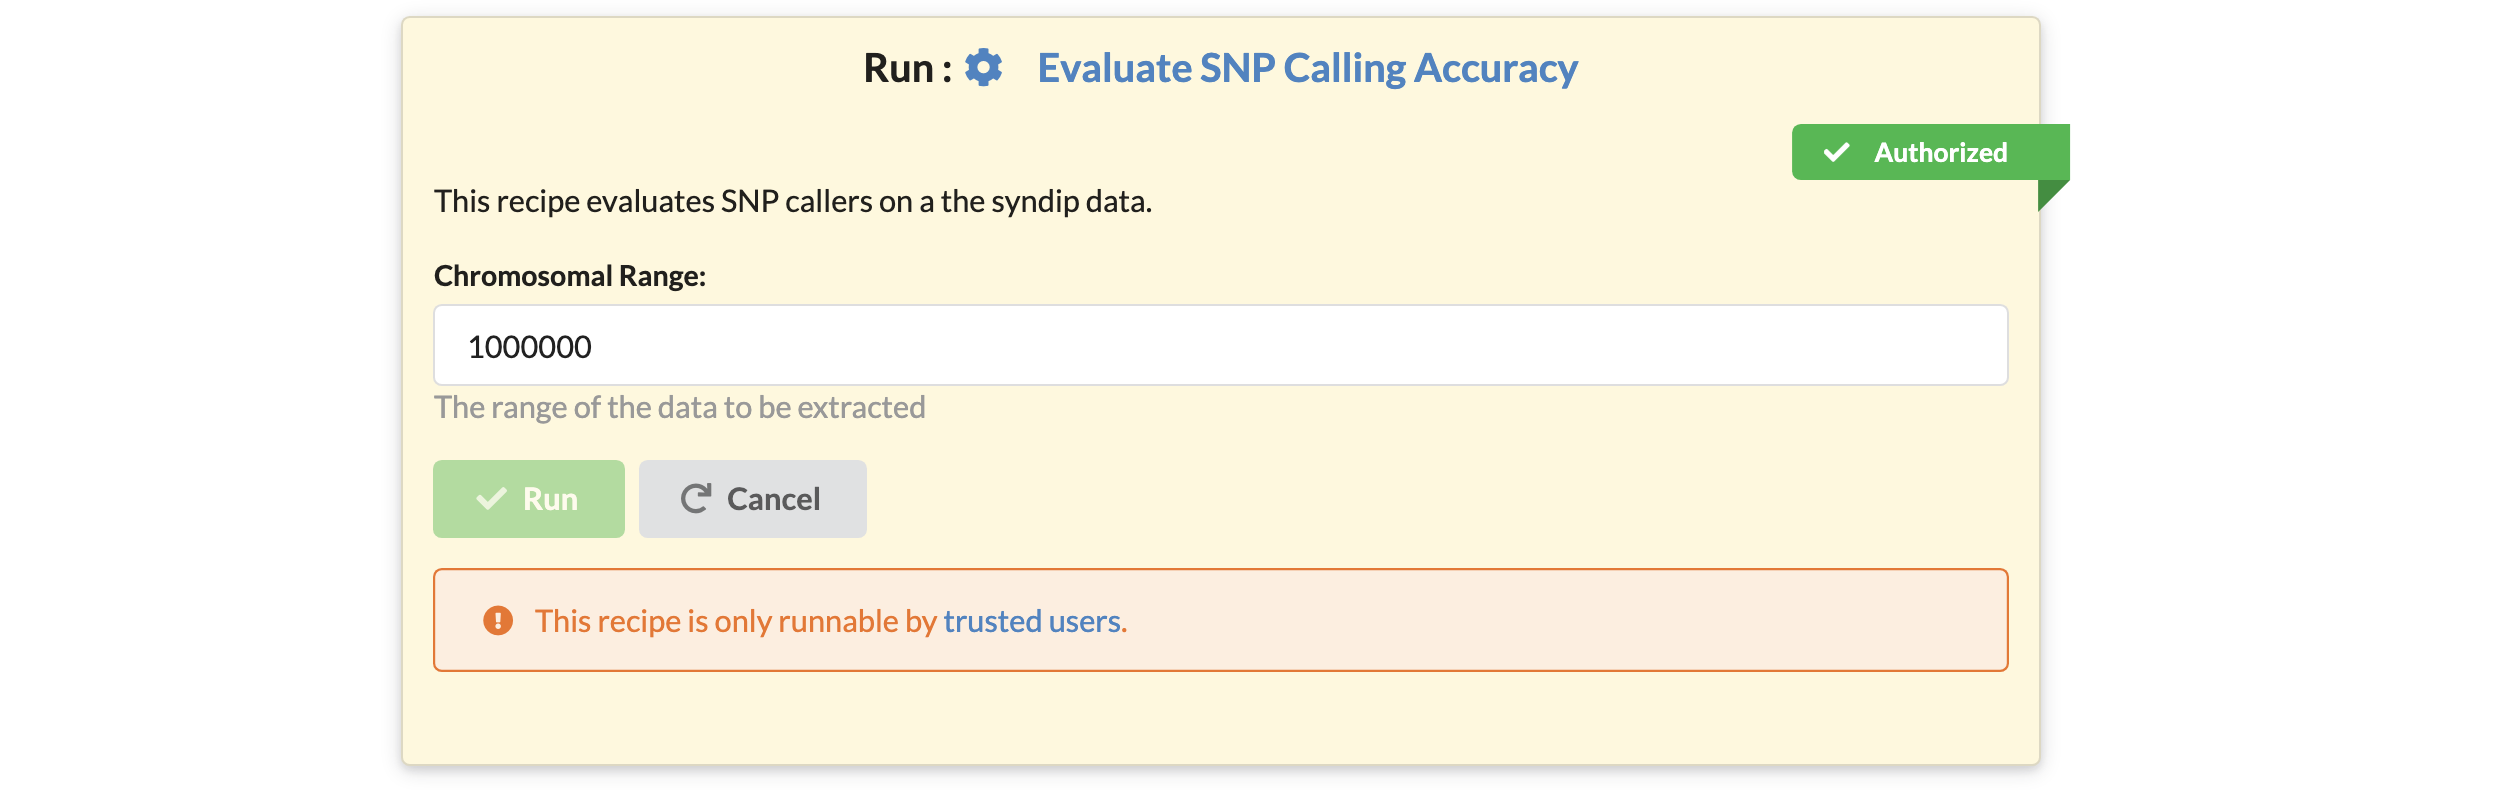 Run : Evaluate SNP Calling Accuracy
Authorized
This recipe evaluates SNP callers on a the syndip data.
Chromosomal Range:
1000000
The range of the data to be extracted
Run Cancel
This recipe is only runnable by trusted users.